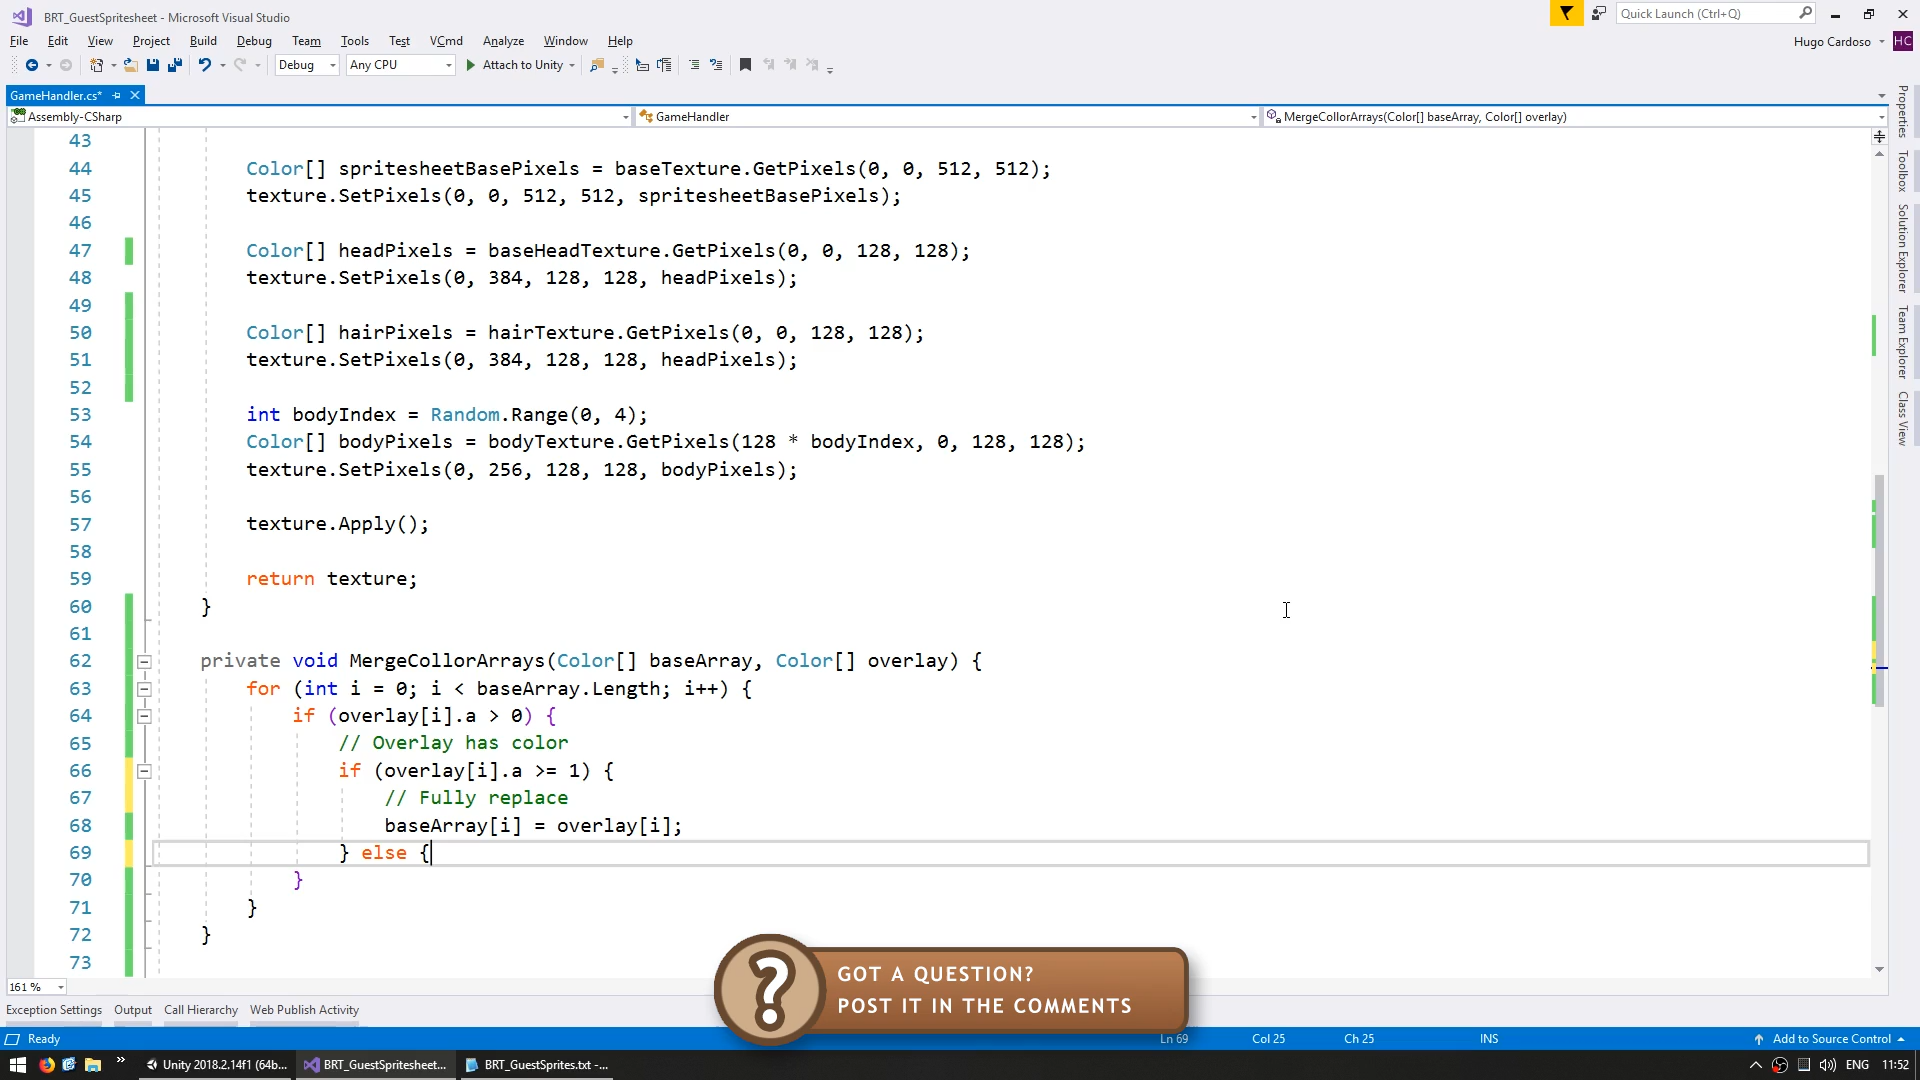 BRT_GuestSpritesheet - Microsoft Visual Studio
Quick Launch (Ctrl+Q)
File Edit View Project Build Debug Team Tools Test VCmd Analyze Window Help
Hugo Cardoso HC
Debug Any CPU Attach to Unity
GameHandler.cs*
Assembly-CSharp GameHandler MergeCollorArrays(Color[] baseArray, Color[] overlay)
43
44 Color[] spritesheetBasePixels = baseTexture.GetPixels(0, 0, 512, 512);
45 texture.SetPixels(0, 0, 512, 512, spritesheetBasePixels);
46
47 Color[] headPixels = baseHeadTexture.GetPixels(0, 0, 128, 128);
48 texture.SetPixels(0, 384, 128, 128, headPixels);
49
50 Color[] hairPixels = hairTexture.GetPixels(0, 0, 128, 128);
51 texture.SetPixels(0, 384, 128, 128, headPixels);
52
53 int bodyIndex = Random.Range(0, 4);
54 Color[] bodyPixels = bodyTexture.GetPixels(128 * bodyIndex, 0, 128, 128);
55 texture.SetPixels(0, 256, 128, 128, bodyPixels);
56
57 texture.Apply();
58
59 return texture;
60 }
61
62 private void MergeCollorArrays(Color[] baseArray, Color[] overlay) {
63 for (int i = 0; i < baseArray.Length; i++) {
64 if (overlay[i].a > 0) {
65 // Overlay has color
66 if (overlay[i].a >= 1) {
67 // Fully replace
68 baseArray[i] = overlay[i];
69 } else {
70 }
71 }
72 }
73
Properties
Toolbox
Solution Explorer
Team Explorer
Class View
161 %
?
GOT A QUESTION?
POST IT IN THE COMMENTS
Exception Settings Output Call Hierarchy Web Publish Activity
Ready Ln 69 Col 25 Ch 25 INS Add to Source Control
Unity 2018.2.14f1 (64b... BRT_GuestSpritesheet... BRT_GuestSprites.txt -... ENG 11:52